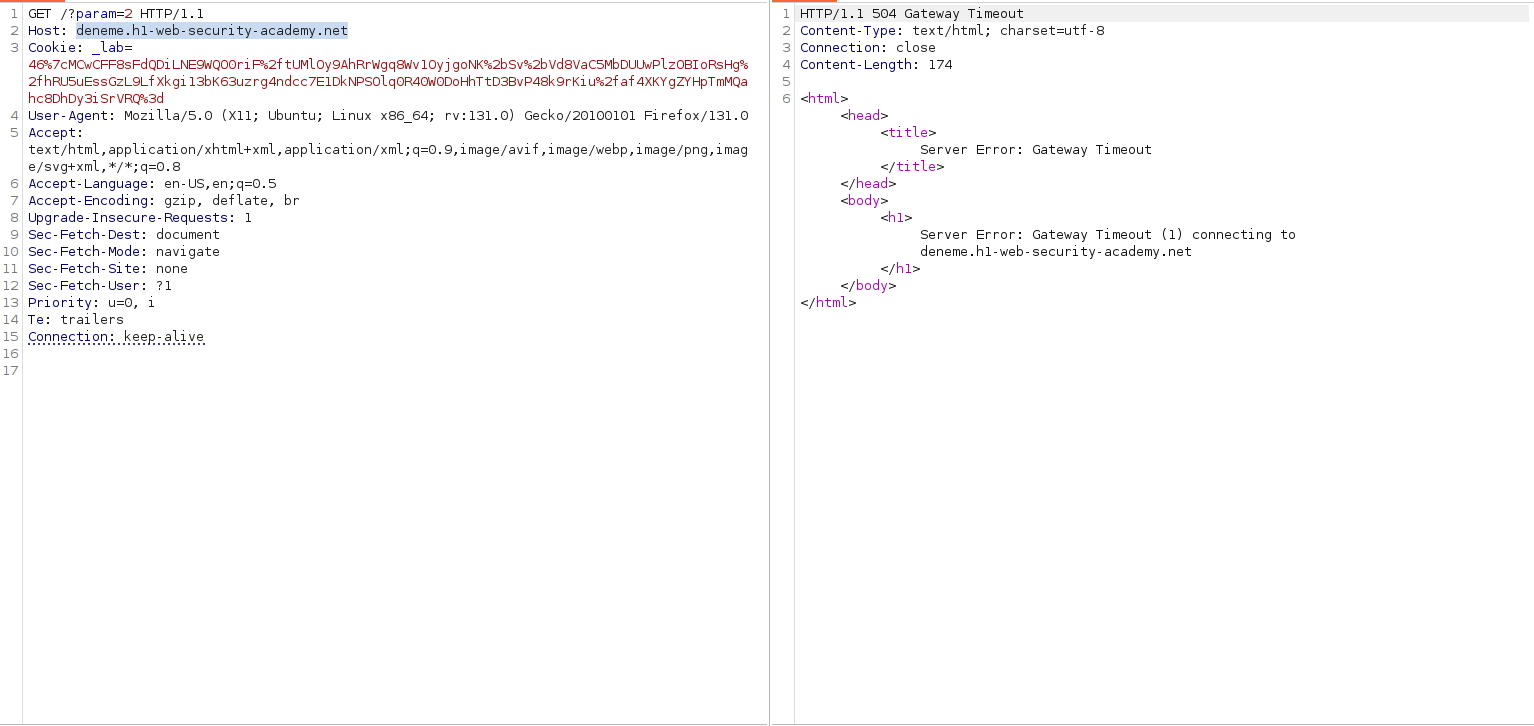 1 GET /?param=2 HTTP/1.1
2 Host: deneme.h1-web-security-academy.net
3 Cookie: _lab=
46%7cMCwCFF8sFdQDiLNE9WQO0riF%2ftUMlOy9AhRrWgq8Wv1OyjgoNK%2bSv%2bVd8VaC5MbDUUwPlzOBIoRsHg%
2fhRU5uEssGzL9LfXkgi13bK63uzrg4ndcc7E1DkNPSOlq0R40W0DoHhTtD3BvP48k9rKiu%2faf4XKYgZYHpTmMQa
hc8DhDy3iSrVRQ%3d
4 User-Agent: Mozilla/5.0 (X11; Ubuntu; Linux x86_64; rv:131.0) Gecko/20100101 Firefox/131.0
5 Accept:
text/html,application/xhtml+xml,application/xml;q=0.9,image/avif,image/webp,image/png,imag
e/svg+xml,*/*;q=0.8
6 Accept-Language: en-US,en;q=0.5
7 Accept-Encoding: gzip, deflate, br
8 Upgrade-Insecure-Requests: 1
9 Sec-Fetch-Dest: document
10 Sec-Fetch-Mode: navigate
11 Sec-Fetch-Site: none
12 Sec-Fetch-User: ?1
13 Priority: u=0, i
14 Te: trailers
15 Connection: keep-alive
16
17
1 HTTP/1.1 504 Gateway Timeout
2 Content-Type: text/html; charset=utf-8
3 Connection: close
4 Content-Length: 174
5
6 <html>
<head>
<title>
Server Error: Gateway Timeout
</title>
</head>
<body>
<h1>
Server Error: Gateway Timeout (1) connecting to
deneme.h1-web-security-academy.net
</h1>
</body>
</html>